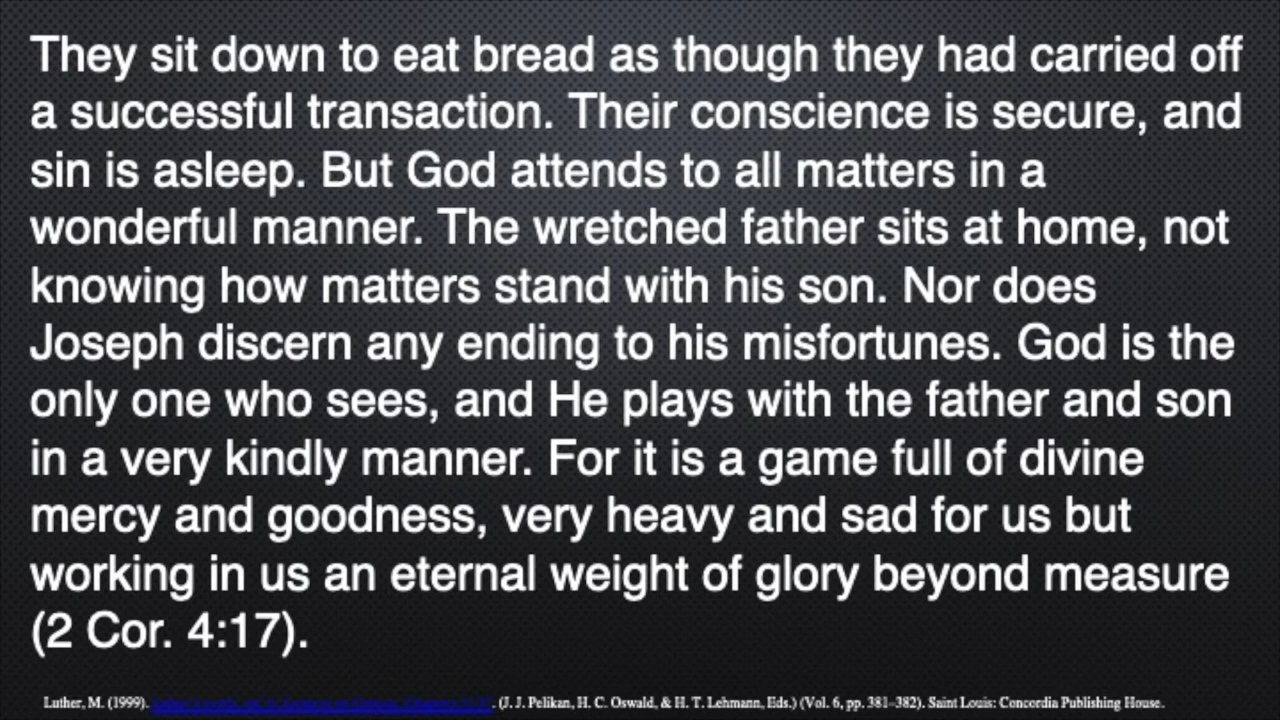 They sit down to eat bread as though they had carried off
a successful transaction. Their conscience is secure, and
sin is asleep. But God attends to all matters in a
wonderful manner. The wretched father sits at home, not
knowing how matters stand with his son. Nor does
Joseph discern any ending to his misfortunes. God is the
only one who sees, and He plays with the father and son
in a very kindly manner. For it is a game full of divine
mercy and goodness, very heavy and sad for us but
working in us an eternal weight of glory beyond measure
(2 Cor. 4:17).
Luther, M. (1999). . (J. J. Pelikan, H. C. Oswald, & H. T. Lehmann, Eds.) (Vol. 6, pp. 381–382). Saint Louis: Concordia Publishing House.